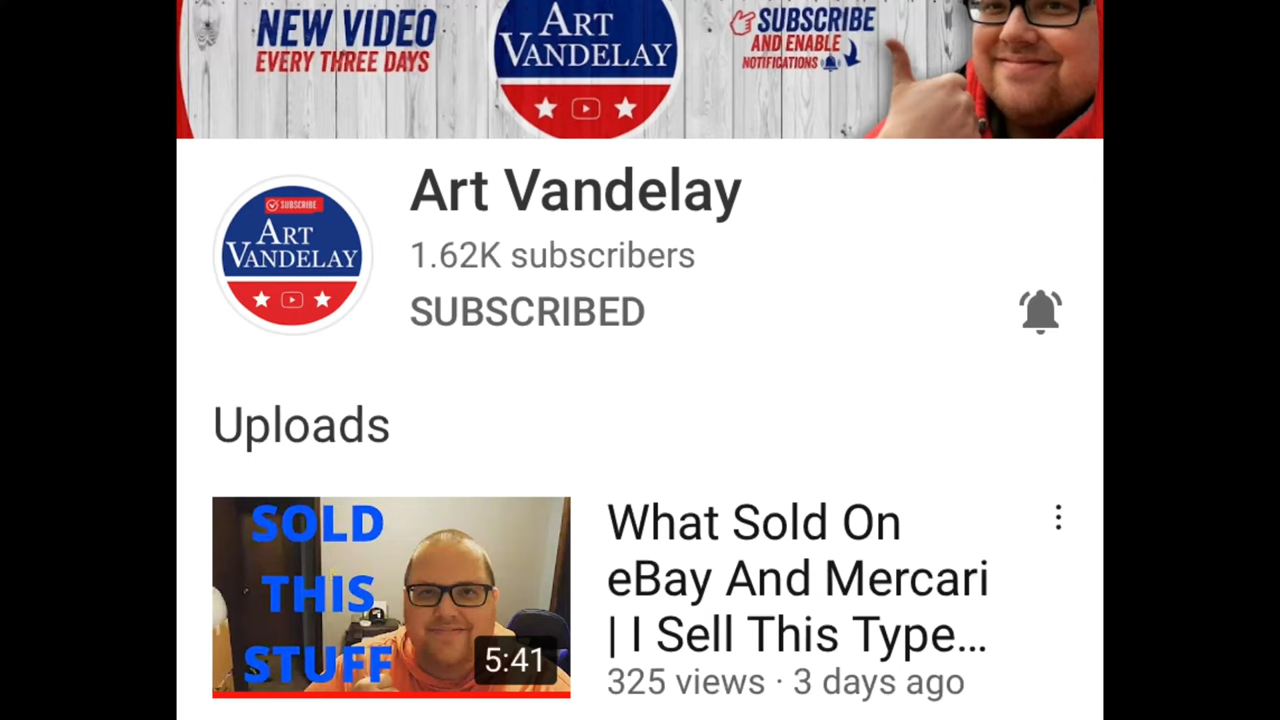 NEW VIDEO
EVERY THREE DAYS
ART
VANDELAY
SUBSCRIBE
AND ENABLE
NOTIFICATIONS
SUBSCRIBE
ART
VANDELAY
Art Vandelay
1.62K subscribers
SUBSCRIBED
Uploads
SOLD
THIS
STUFF
5:41
What Sold On
eBay And Mercari
| I Sell This Type...
325 views · 3 days ago